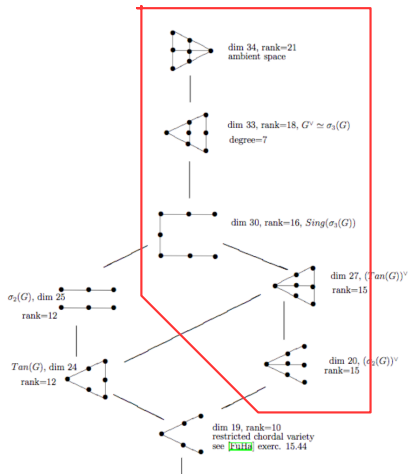 dim 34, rank=21
ambient space
dim 33, rank=18, G^∨ ≃ σ₃(G)
degree=7
dim 30, rank=16, Sing(σ₃(G))
σ₂(G), dim 25
rank=12
dim 27, (Tan(G))^∨
rank=15
Tan(G), dim 24
rank=12
dim 20, (σ₂(G))^∨
rank=15
dim 19, rank=10
restricted chordal variety
see [FuHa] exerc. 15.44